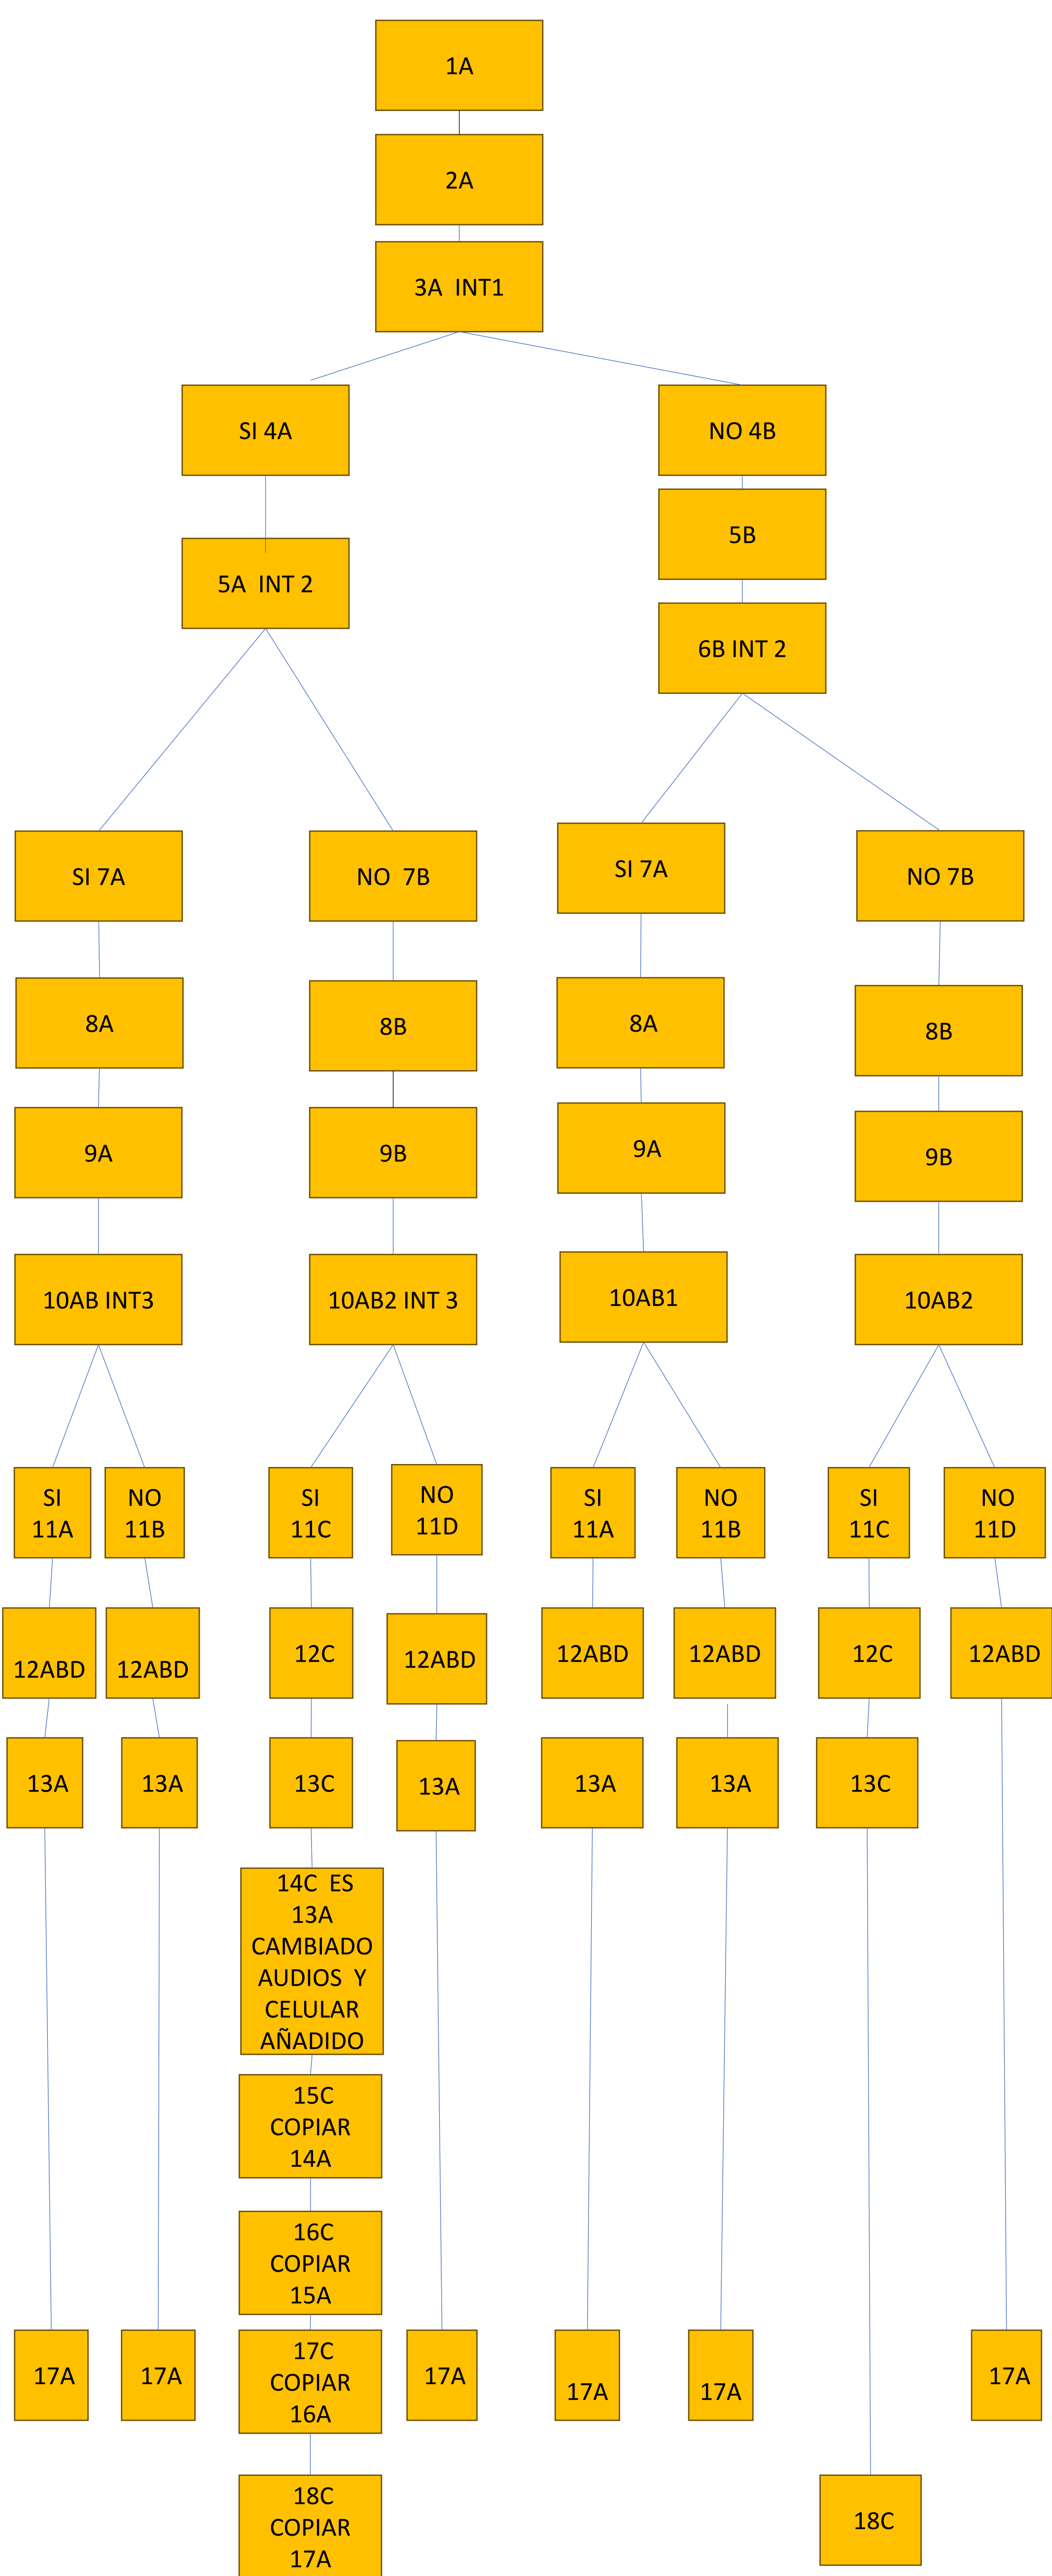 1A
2A
3A INT1
SI 4A
NO 4B
5B
5A INT 2
6B INT 2
SI 7A
NO 7B
SI 7A
NO 7B
8A
8B
8A
8B
9A
9B
9A
9B
10AB INT3
10AB2 INT 3
10AB1
10AB2
SI
11A
NO
11B
SI
11C
NO
11D
SI
11A
NO
11B
SI
11C
NO
11D
12ABD
12ABD
12C
12ABD
12ABD
12ABD
12C
12ABD
13A
13A
13C
13A
13A
13A
13C
14C ES
13A
CAMBIADO
AUDIOS Y
CELULAR
AÑADIDO
15C
COPIAR
14A
16C
COPIAR
15A
17A
17A
17C
COPIAR
16A
17A
17A
17A
17A
18C
COPIAR
17A
18C